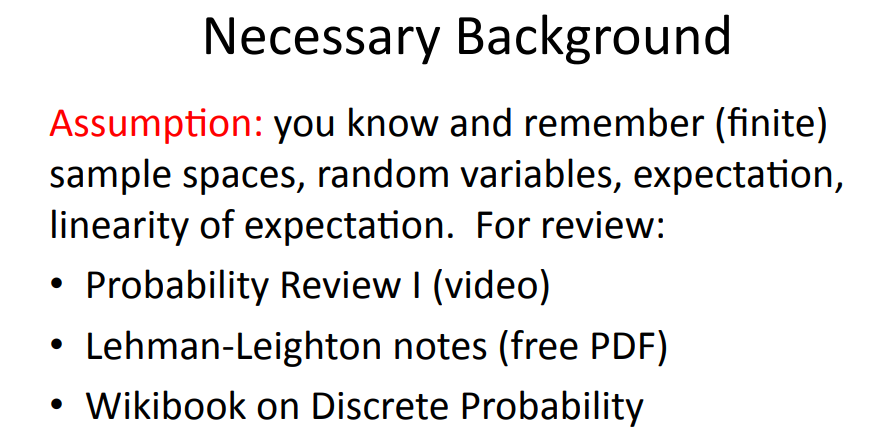 Necessary Background
Assumption: you know and remember (finite)
sample spaces, random variables, expectation,
linearity of expectation.  For review:
• Probability Review I (video)
• Lehman-Leighton notes (free PDF)
• Wikibook on Discrete Probability